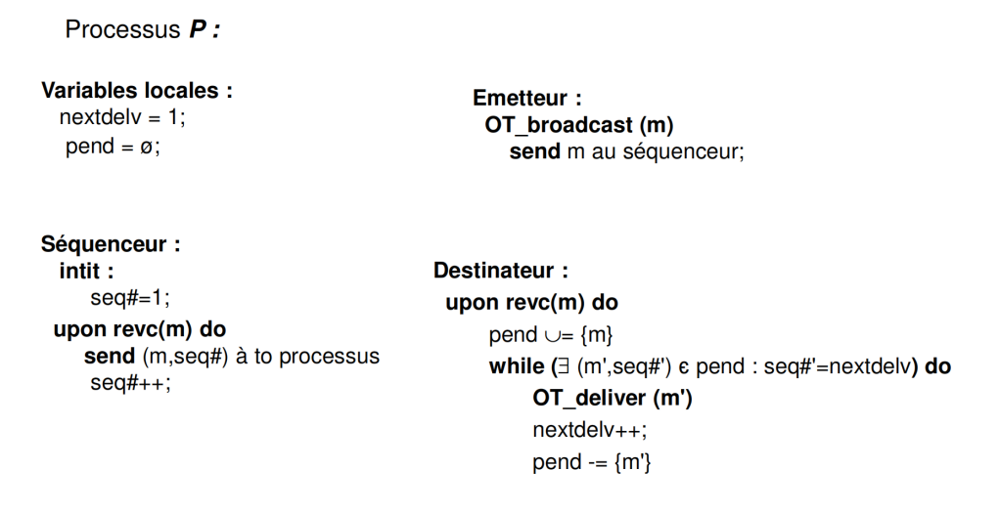 Processus P :
Variables locales :
nextdelv = 1;
pend = ø;
Emetteur :
OT_broadcast (m)
send m au séquenceur;
Séquenceur :
intit :
seq#=1;
upon revc(m) do
send (m,seq#) à to processus
seq#++;
Destinateur :
upon revc(m) do
pend ∪= {m}
while (∃ (m',seq#') ϵ pend : seq#'=nextdelv) do
OT_deliver (m')
nextdelv++;
pend -= {m'}